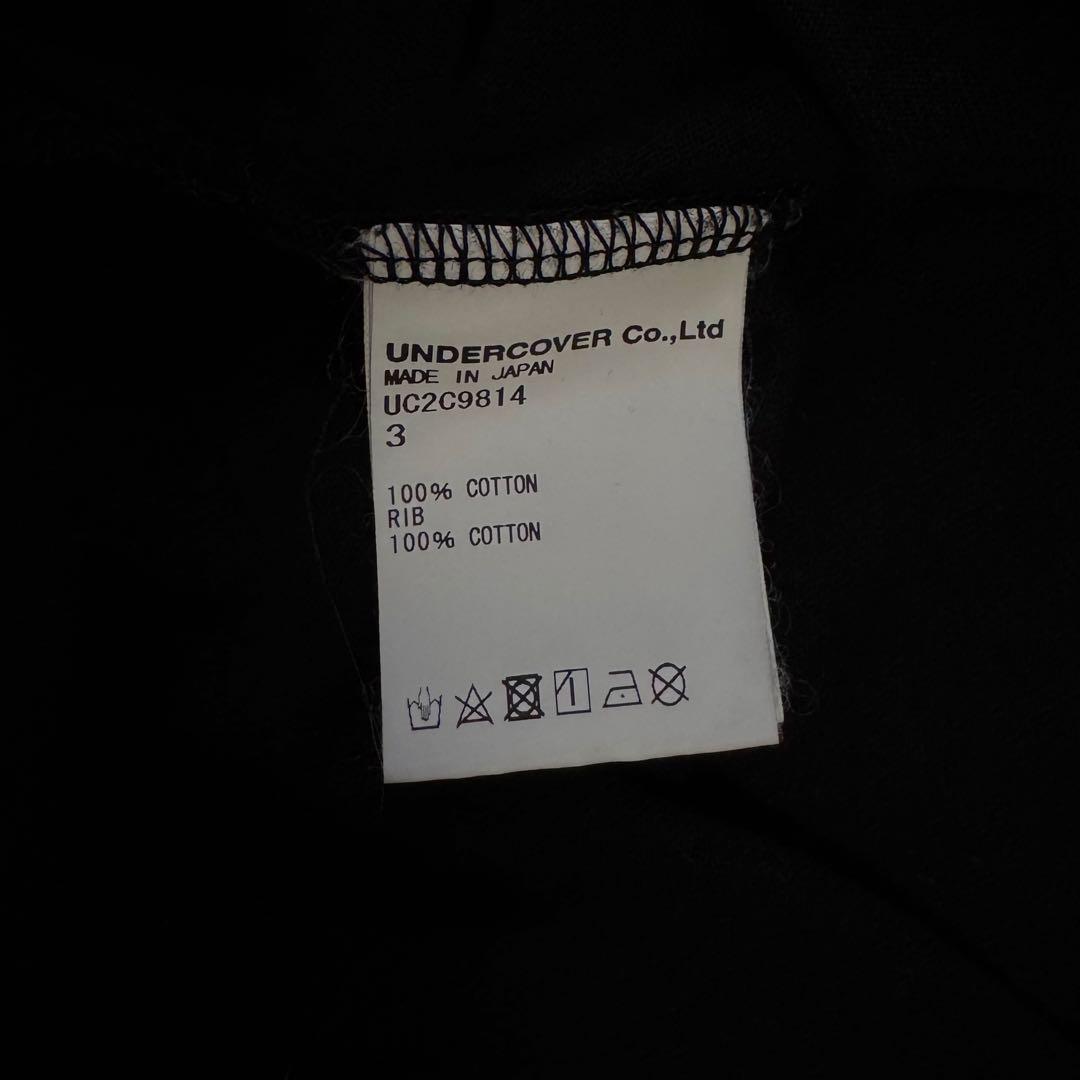 UNDERCOVER Co.,Ltd
MADE IN JAPAN
UC2C9814
3
100% COTTON
RIB
100% COTTON